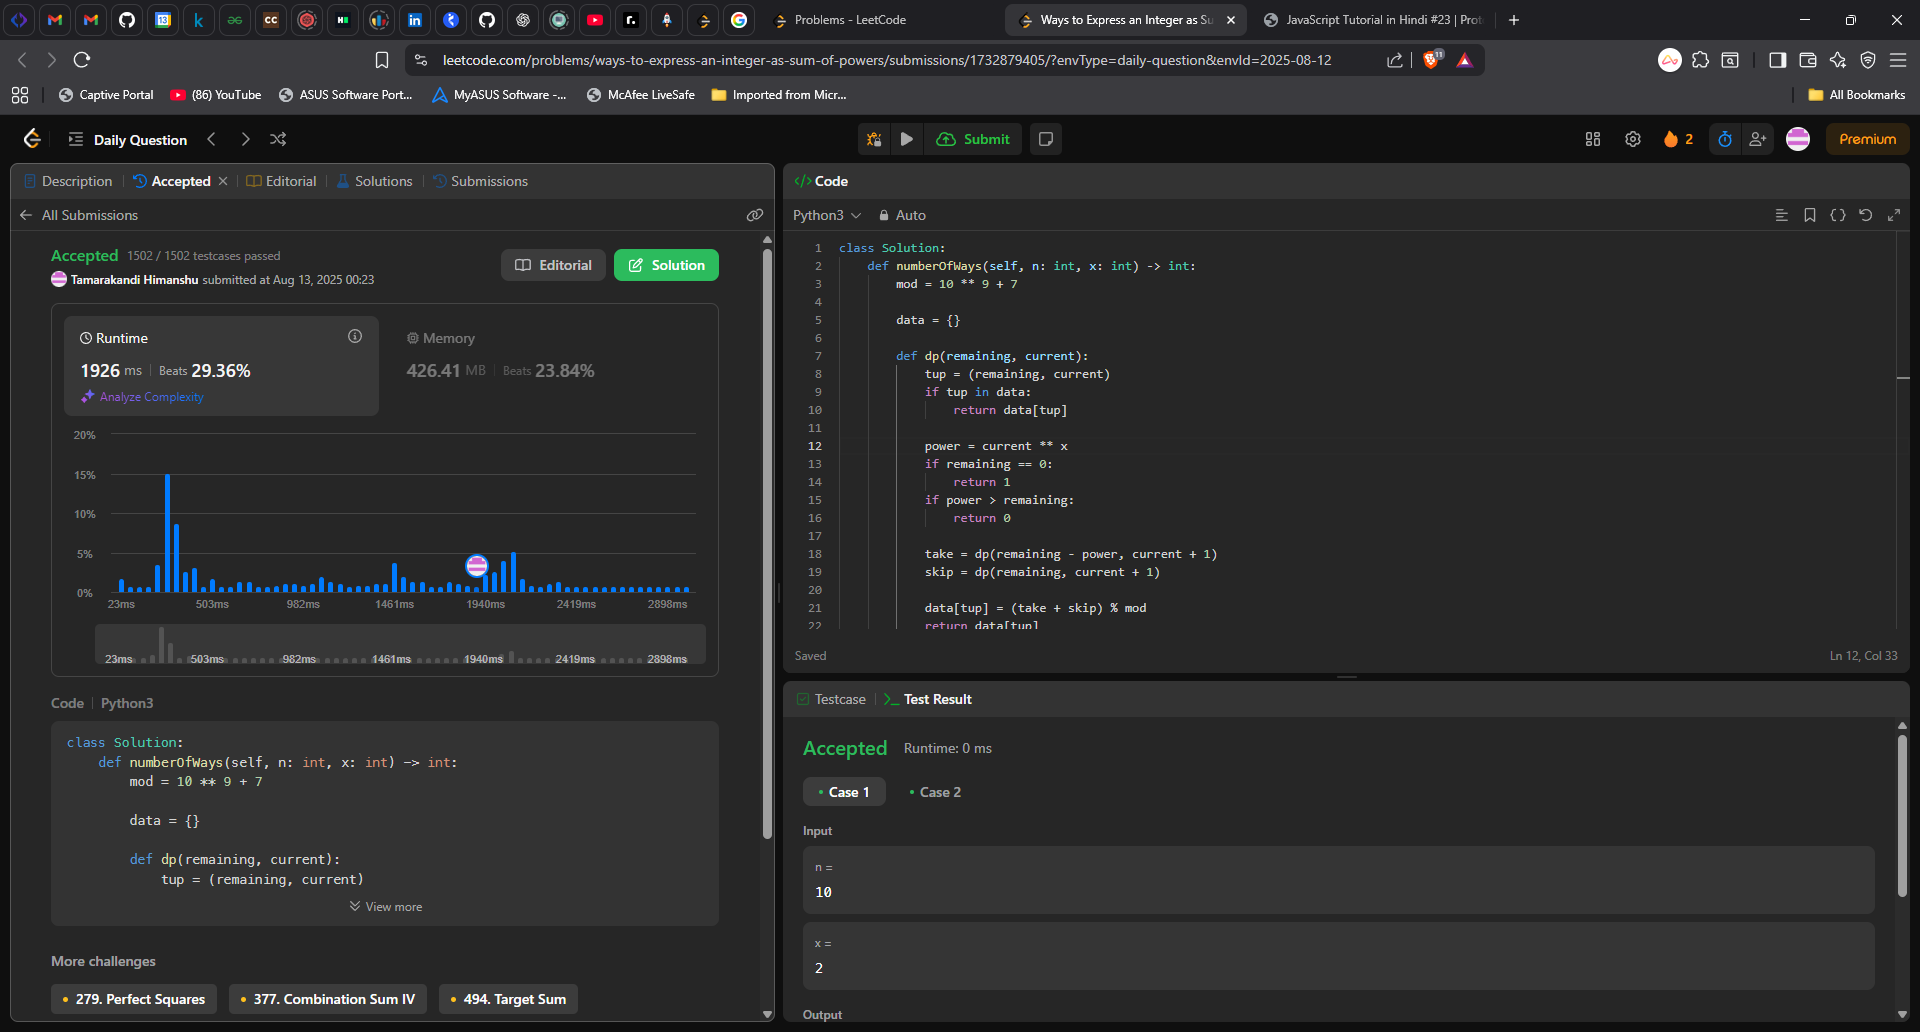 Problems - LeetCode
Ways to Express an Integer as Su
JavaScript Tutorial in Hindi #23 | Prot
leetcode.com/problems/ways-to-express-an-integer-as-sum-of-powers/submissions/1732879405/?envType=daily-question&envId=2025-08-12
11
Captive Portal
(86) YouTube
ASUS Software Port...
MyASUS Software -...
McAfee LiveSafe
Imported from Micr...
All Bookmarks
Daily Question
Submit
2
Premium
Description
Accepted
Editorial
Solutions
Submissions
All Submissions
Accepted 1502 / 1502 testcases passed
Tamarakandi Himanshu submitted at Aug 13, 2025 00:23
Editorial
Solution
Runtime
1926 ms | Beats 29.36%
Analyze Complexity
Memory
426.41 MB | Beats 23.84%
20%
15%
10%
5%
0%
23ms 503ms 982ms 1461ms 1940ms 2419ms 2898ms
23ms 503ms 982ms 1461ms 1940ms 2419ms 2898ms
Code | Python3
class Solution:
    def numberOfWays(self, n: int, x: int) -> int:
        mod = 10 ** 9 + 7
        data = {}
        def dp(remaining, current):
            tup = (remaining, current)
View more
More challenges
279. Perfect Squares
377. Combination Sum IV
494. Target Sum
</> Code
Python3
Auto
1 class Solution:
2     def numberOfWays(self, n: int, x: int) -> int:
3         mod = 10 ** 9 + 7
4
5         data = {}
6
7         def dp(remaining, current):
8             tup = (remaining, current)
9             if tup in data:
10                 return data[tup]
11
12             power = current ** x
13             if remaining == 0:
14                 return 1
15             if power > remaining:
16                 return 0
17
18             take = dp(remaining - power, current + 1)
19             skip = dp(remaining, current + 1)
20
21             data[tup] = (take + skip) % mod
22             return data[tup]
Saved
Ln 12, Col 33
Testcase
Test Result
Accepted Runtime: 0 ms
Case 1
Case 2
Input
n =
10
x =
2
Output